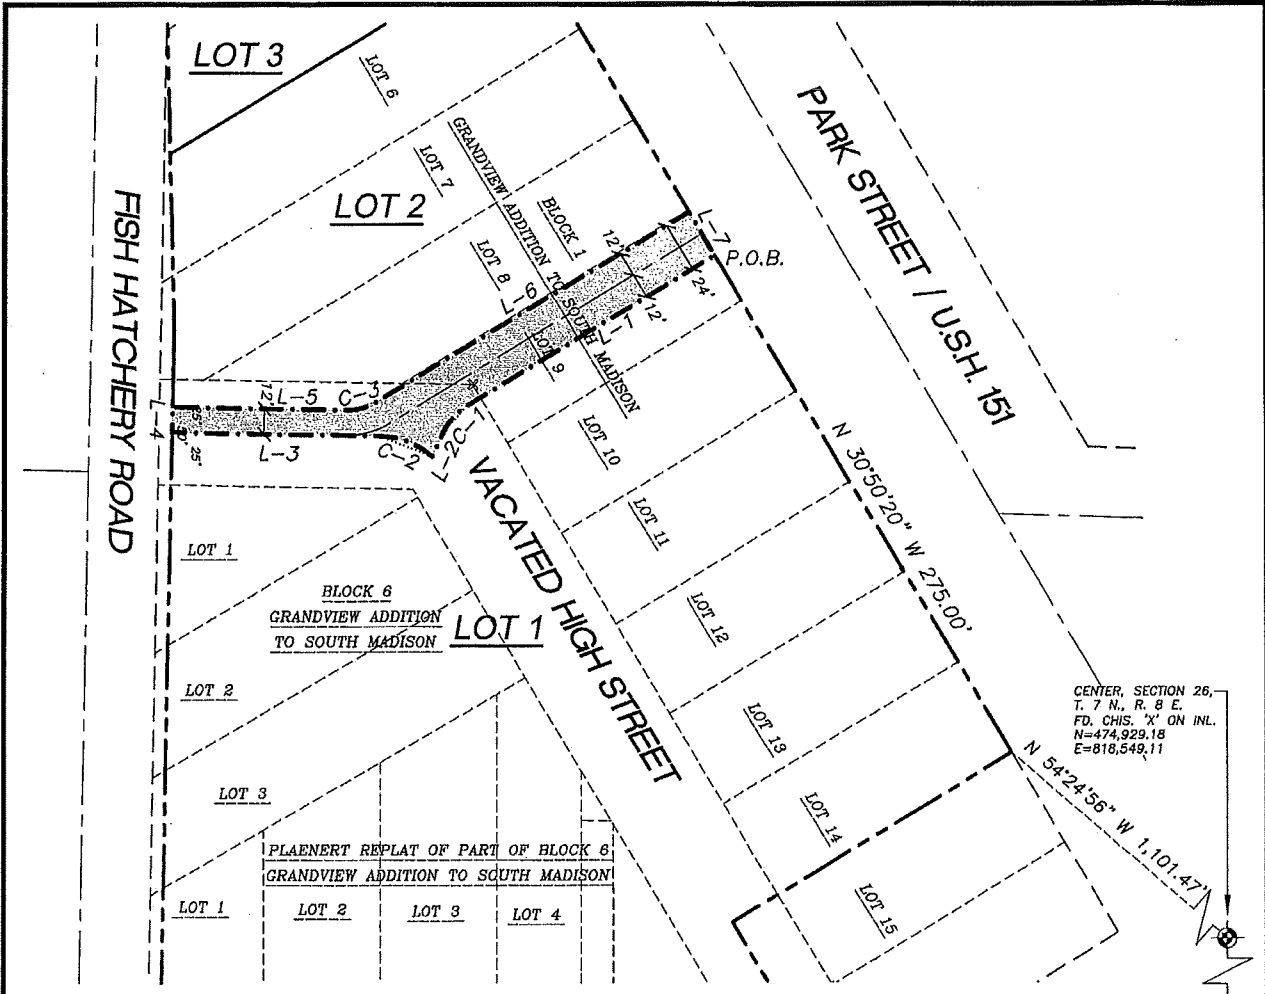 LOT 3
LOT 6
PARK STREET / U.S.H. 151
GRANDVIEW ADDITION TO SOUTH MADISON
LOT 7
FISH HATCHERY ROAD
LOT 2
BLOCK 1
LOT 8
12'
L-7
P.O.B.
24'
12'
L-6
L-1
LOT 9
L-5
C-3
12'
L-4
25'
25'
L-3
C-2
L-2
C-1
LOT 10
N 30°50'20" W 275.00'
VACATED HIGH STREET
LOT 11
LOT 1
BLOCK 6
GRANDVIEW ADDITION
TO SOUTH MADISON
LOT 1
LOT 12
LOT 2
CENTER, SECTION 26,
T. 7 N., R. 8 E.
FD. CHIS. 'X' ON INL.
N=474,929.18
E=818,549.11
LOT 13
N 54°24'56" W 1,101.47'
LOT 3
LOT 14
PLAENERT REPLAT OF PART OF BLOCK 6
GRANDVIEW ADDITION TO SOUTH MADISON
LOT 1
LOT 2
LOT 3
LOT 4
LOT 15